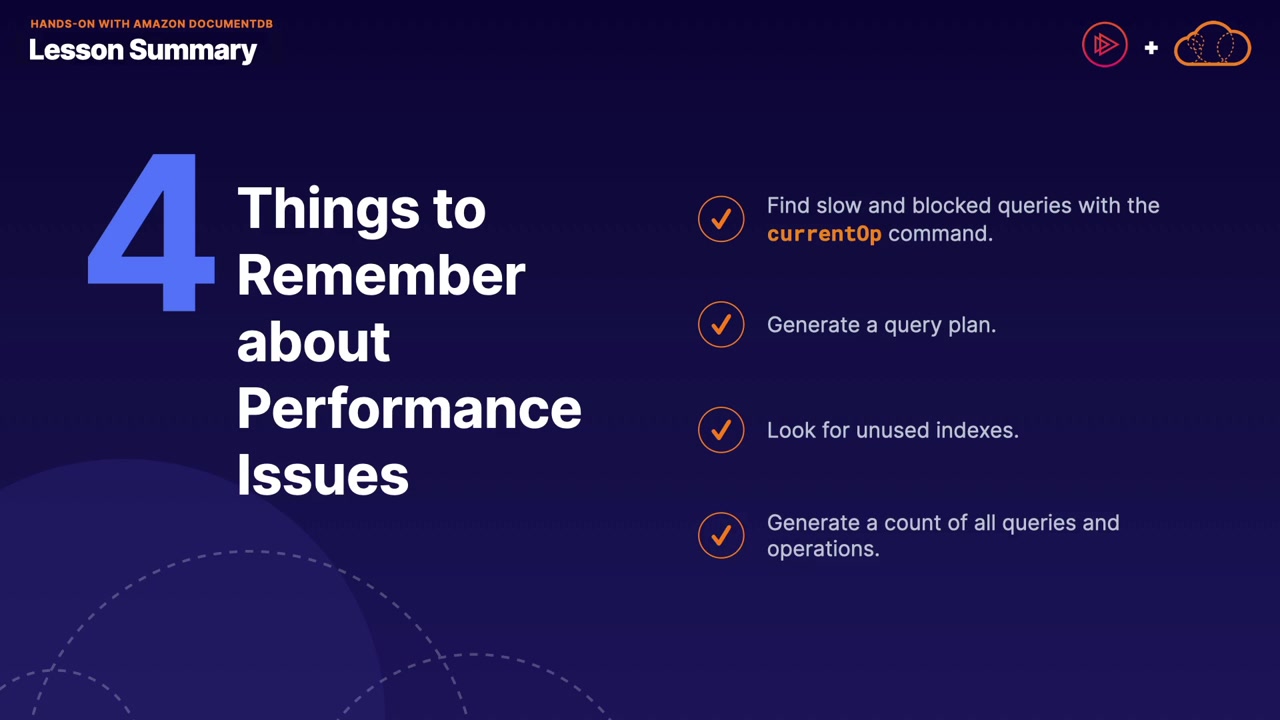 HANDS-ON WITH AMAZON DOCUMENTDB
Lesson Summary
+
4
Things to
Remember
about
Performance
Issues
Find slow and blocked queries with the
currentOp command.
Generate a query plan.
Look for unused indexes.
Generate a count of all queries and
operations.